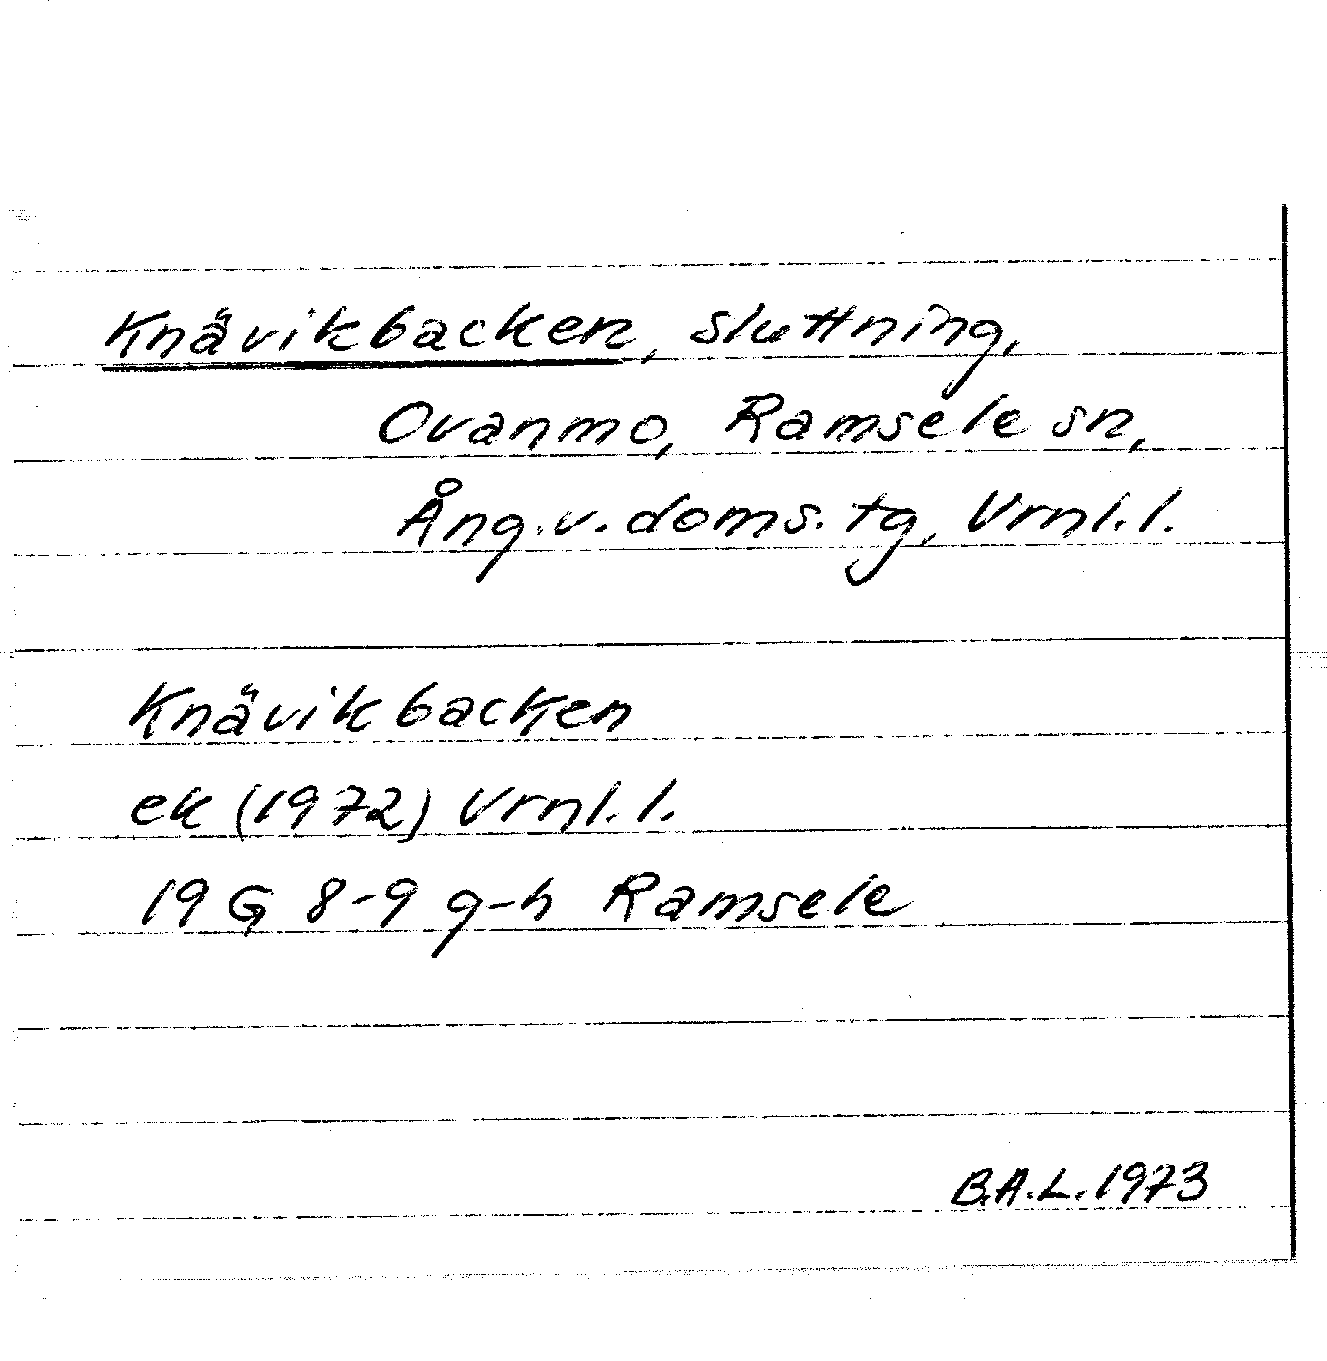 Knävikbacken, sluttning,
Ovanmo, Ramsele sn,
Ång.v.doms.tg, Vrnl.l.
Knävikbacken
ek (1972) Vrnl.l.
19 G 8-9 g-h Ramsele
B.A.L. 1973